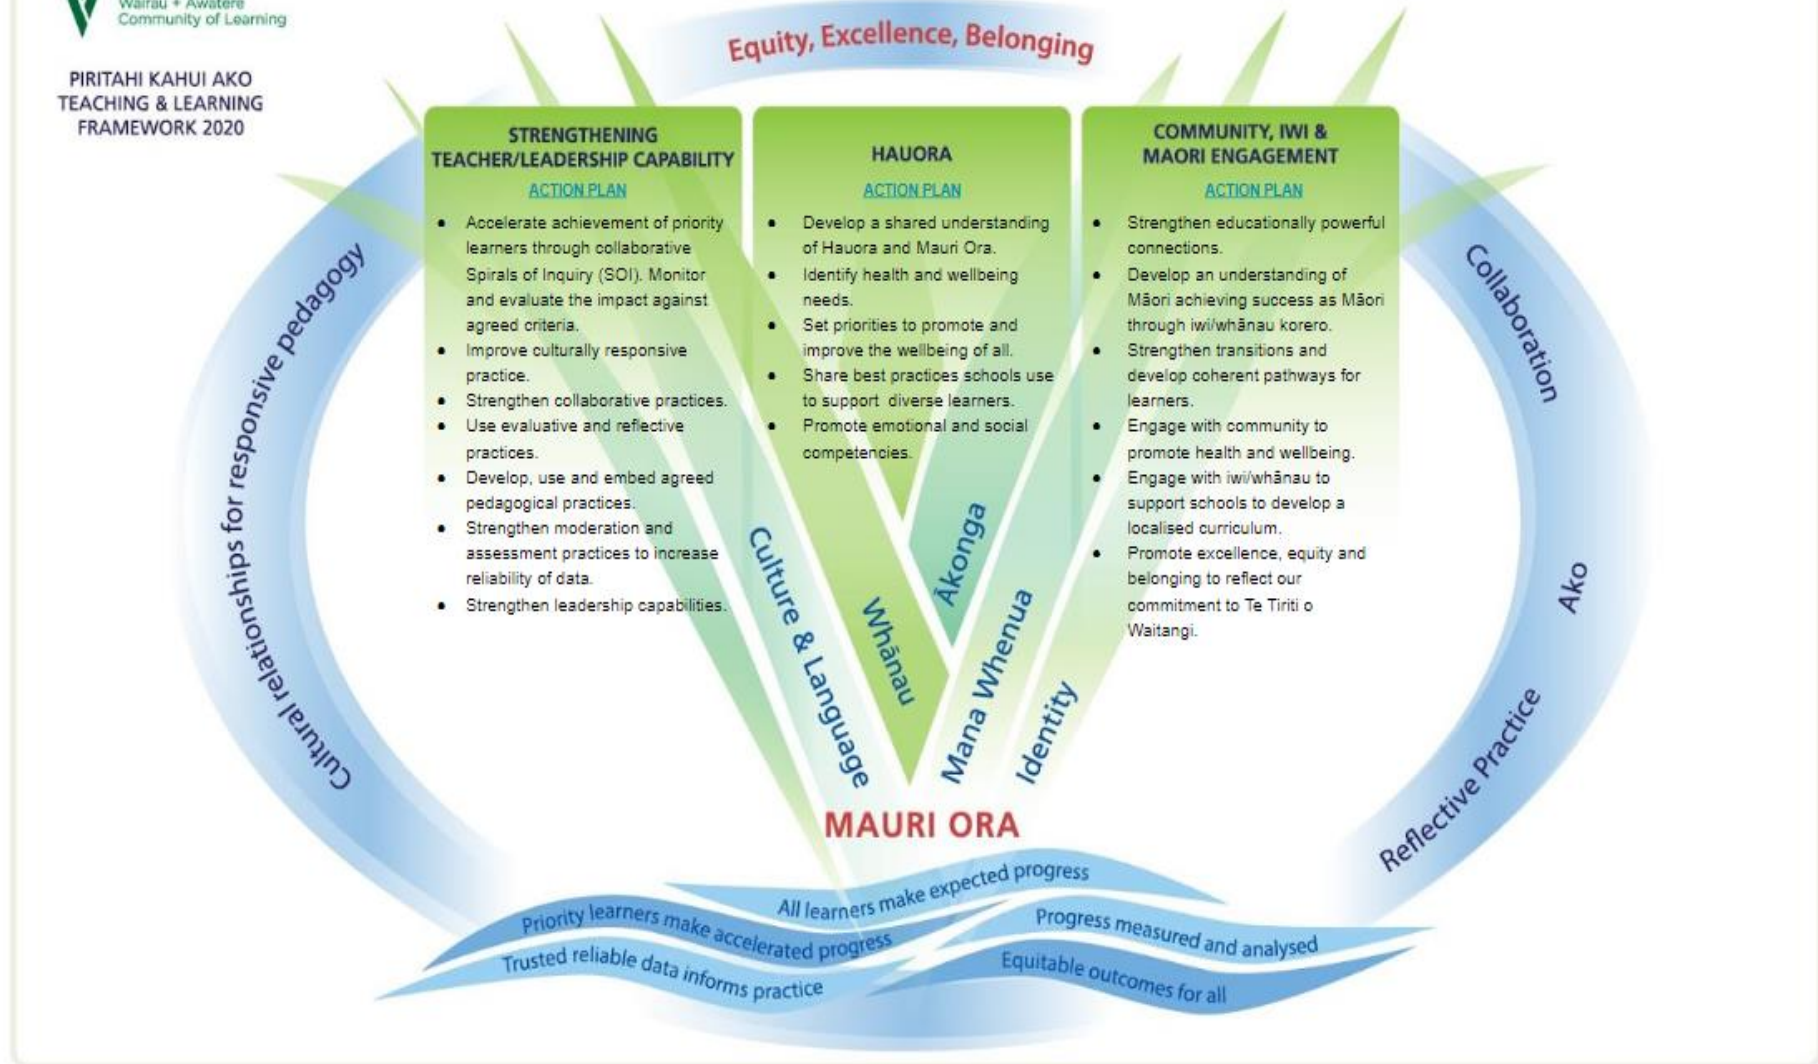 Wairau + Awatere
Community of Learning
PIRITAHI KAHUI AKO
TEACHING & LEARNING
FRAMEWORK 2020
Equity, Excellence, Belonging
STRENGTHENING
TEACHER/LEADERSHIP CAPABILITY
ACTION PLAN
• Accelerate achievement of priority
learners through collaborative
Spirals of Inquiry (SOI). Monitor
and evaluate the impact against
agreed criteria.
• Improve culturally responsive
practice.
• Strengthen collaborative practices.
• Use evaluative and reflective
practices.
• Develop, use and embed agreed
pedagogical practices.
• Strengthen moderation and
assessment practices to increase
reliability of data.
• Strengthen leadership capabilities.
HAUORA
ACTION PLAN
• Develop a shared understanding
of Hauora and Mauri Ora.
• Identify health and wellbeing
needs.
• Set priorities to promote and
improve the wellbeing of all.
• Share best practices schools use
to support diverse learners.
• Promote emotional and social
competencies.
COMMUNITY, IWI &
MAORI ENGAGEMENT
ACTION PLAN
• Strengthen educationally powerful
connections.
• Develop an understanding of
Māori achieving success as Māori
through iwi/whānau korero.
• Strengthen transitions and
develop coherent pathways for
learners.
• Engage with community to
promote health and wellbeing.
• Engage with iwi/whānau to
support schools to develop a
localised curriculum.
• Promote excellence, equity and
belonging to reflect our
commitment to Te Tiriti o
Waitangi.
Cultural relationships for responsive pedagogy
Collaboration
Ako
Reflective Practice
Culture & Language
Whānau
Ākonga
Mana Whenua
Identity
MAURI ORA
All learners make expected progress
Priority learners make accelerated progress
Progress measured and analysed
Trusted reliable data informs practice
Equitable outcomes for all